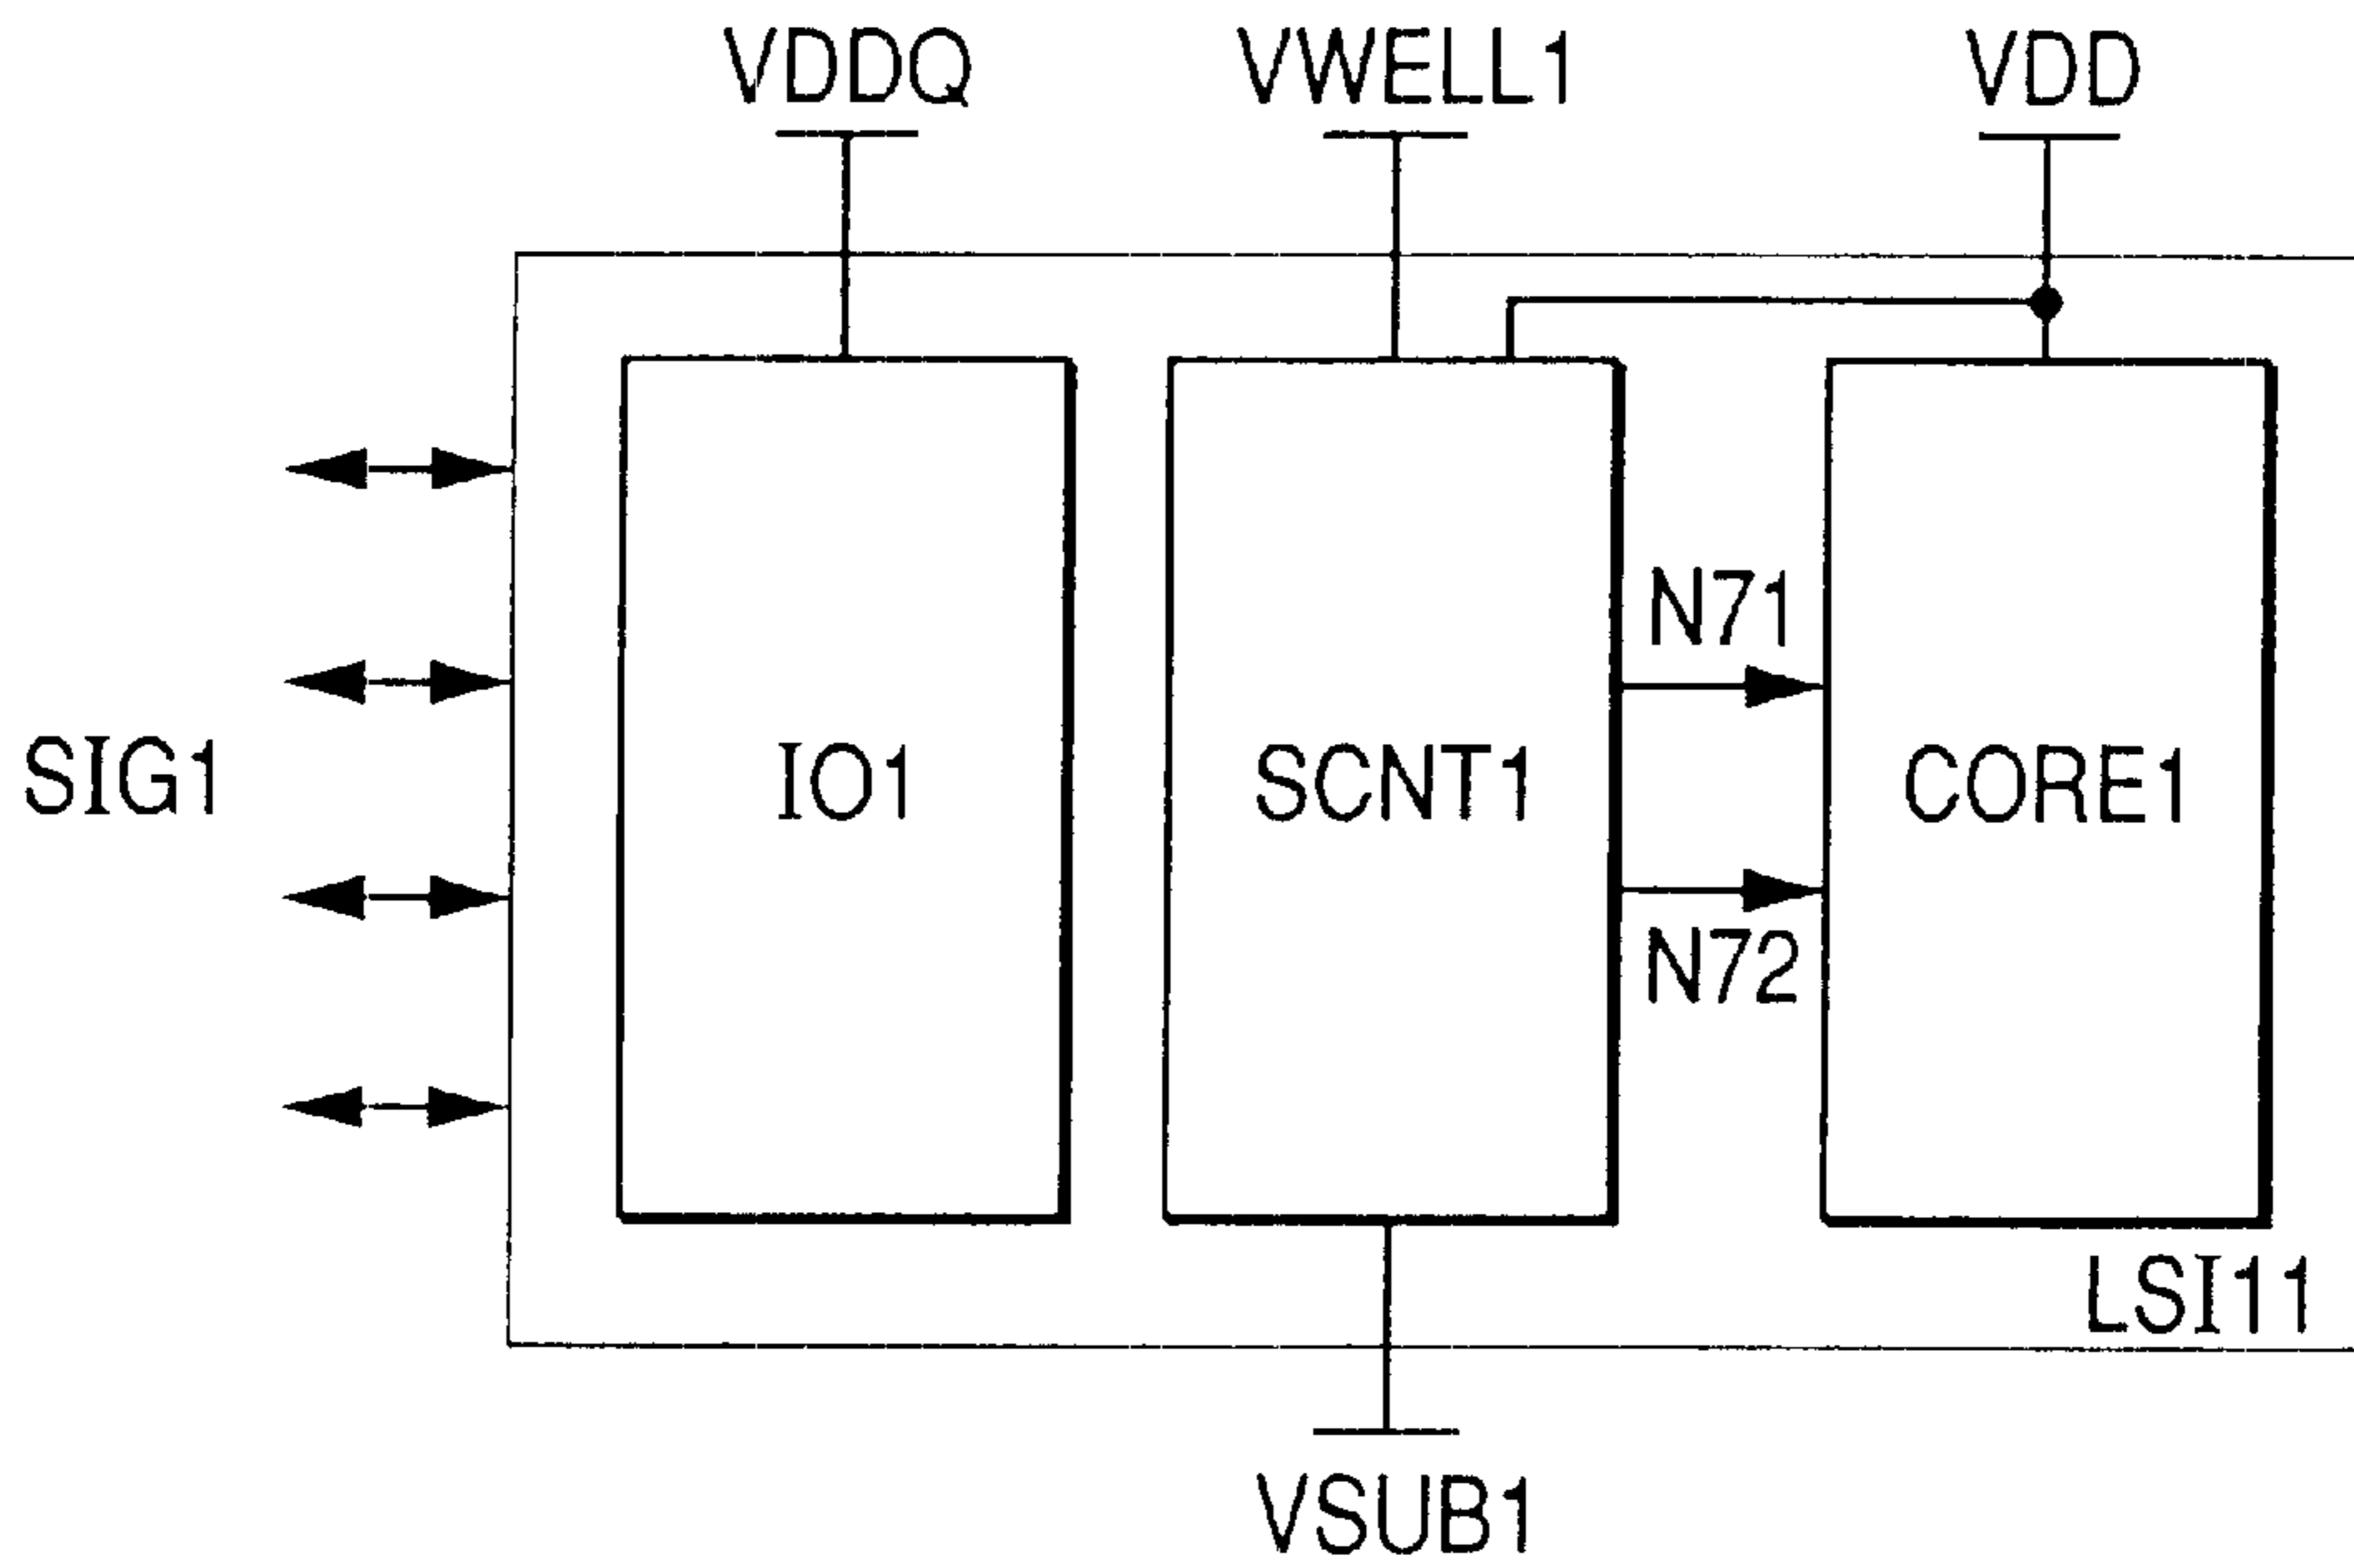 VDDQ
VWELL1
VDD
N71
SIG1
IO1
SCNT1
CORE1
N72
LSI11
VSUB1